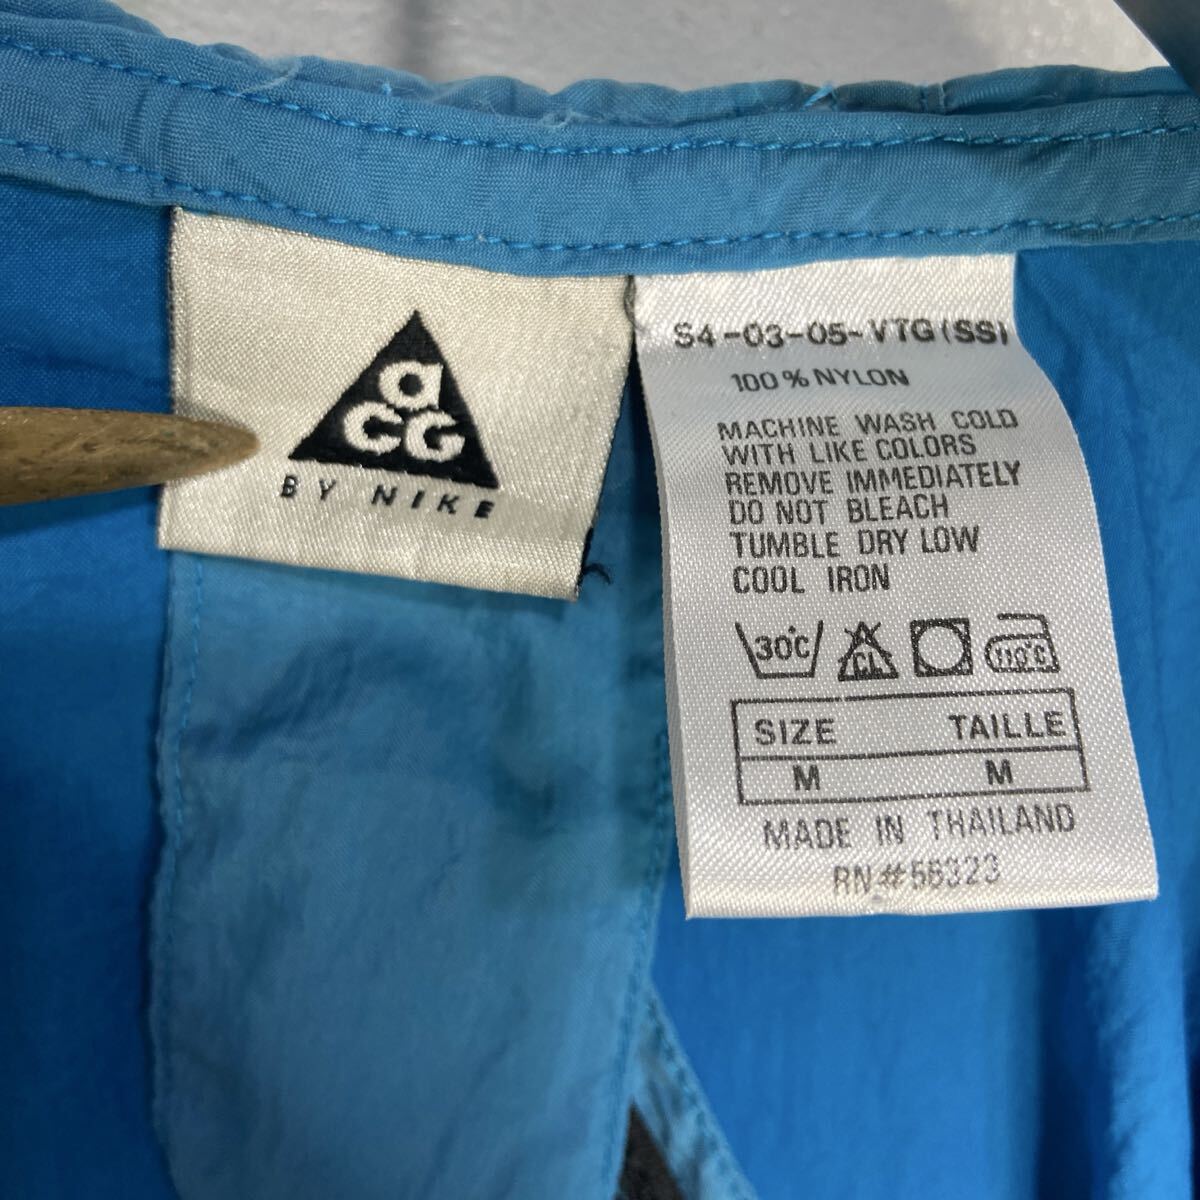 aCG
BY NIKE
S4-03-05-VTG(SS)
100% NYLON
MACHINE WASH COLD
WITH LIKE COLORS
REMOVE IMMEDIATELY
DO NOT BLEACH
TUMBLE DRY LOW
COOL IRON
30°C CL 110°C
SIZE TAILLE
M M
MADE IN THAILAND
RN#56323